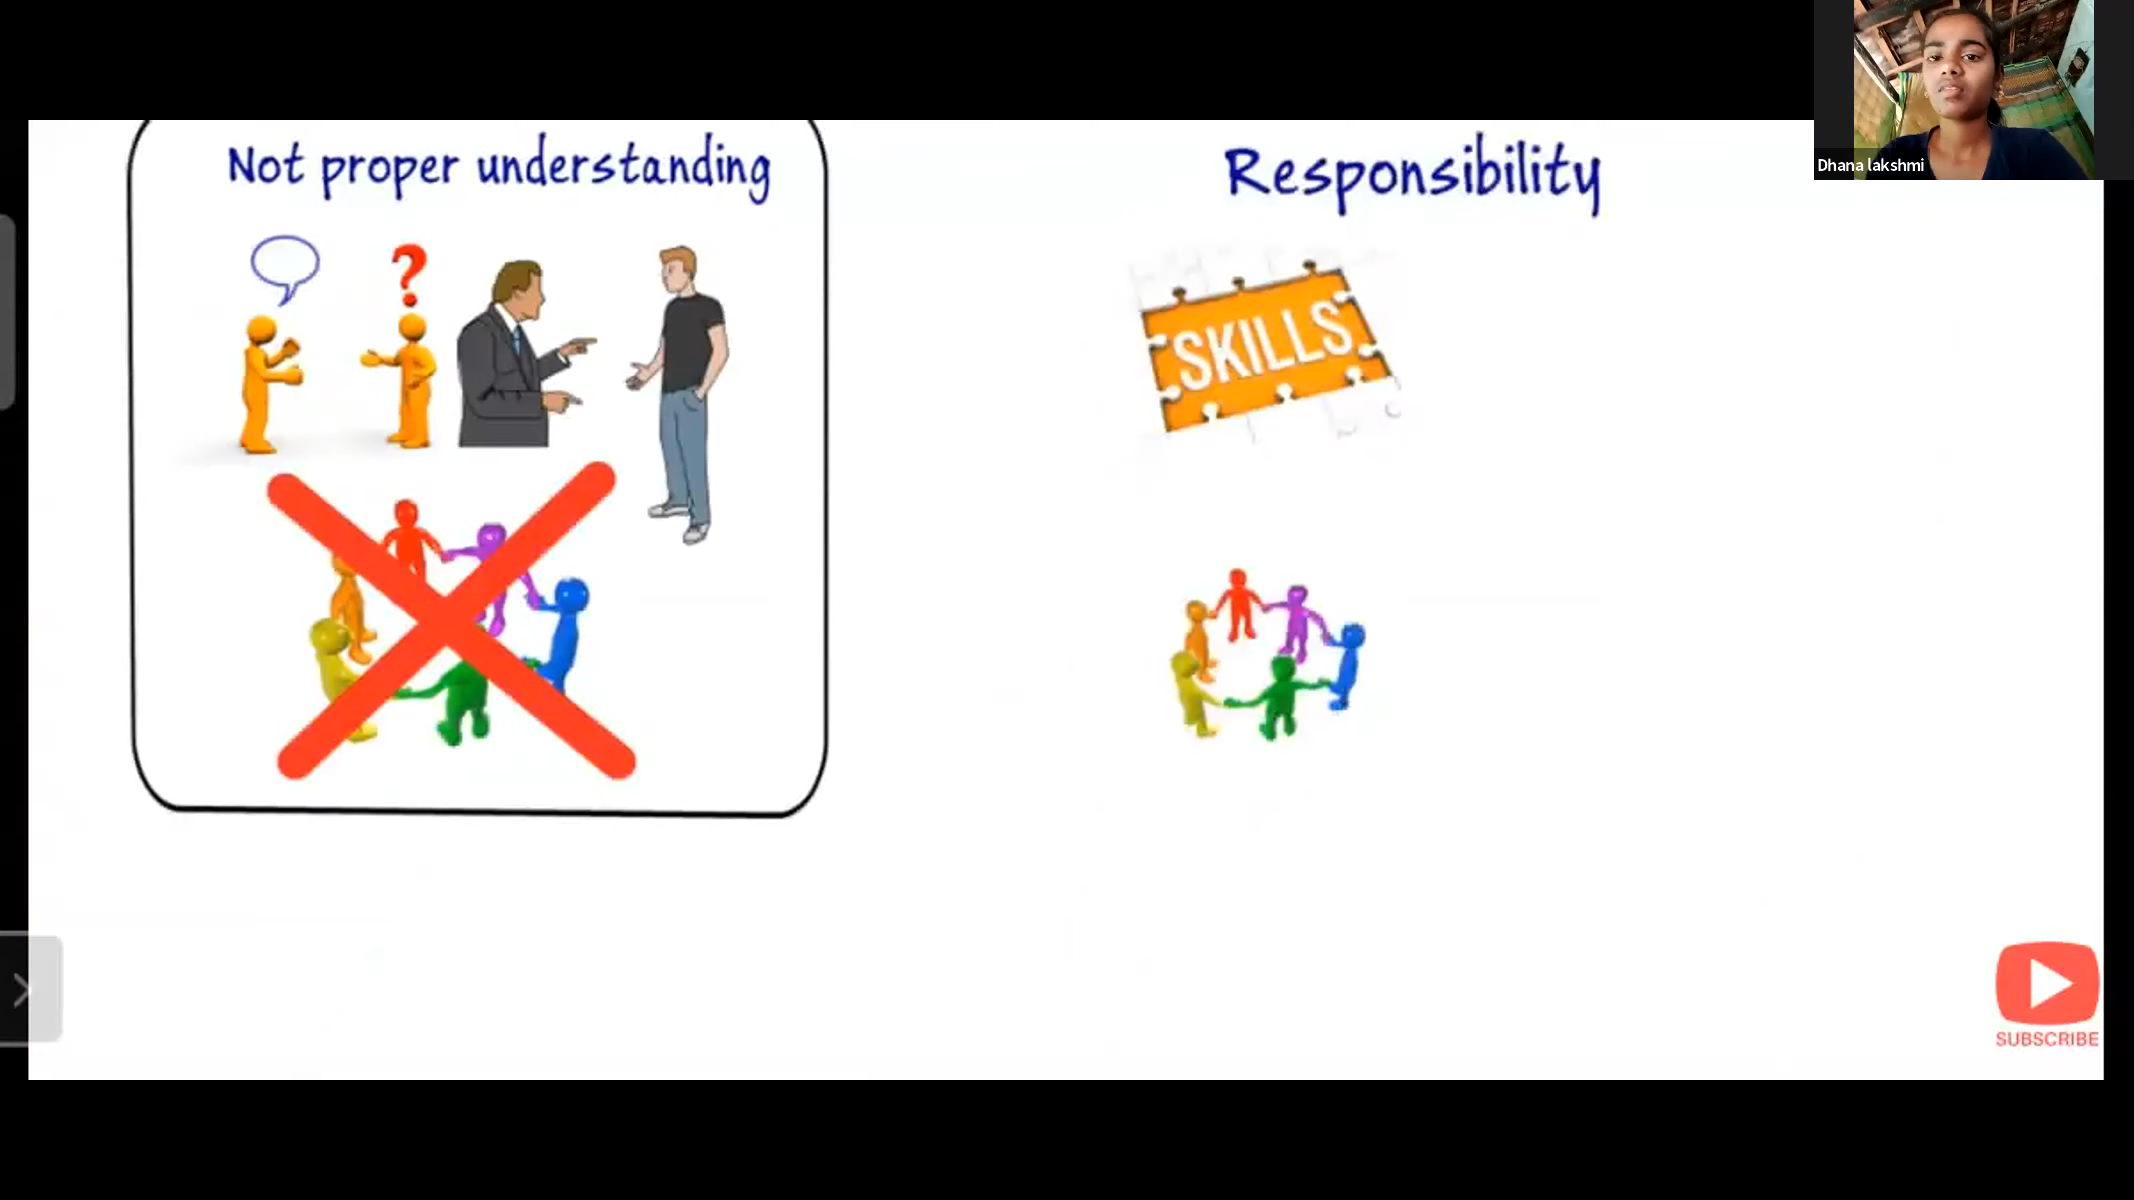 Not proper understanding
Responsibility
Dhana lakshmi
?
SKILLS
SUBSCRIBE